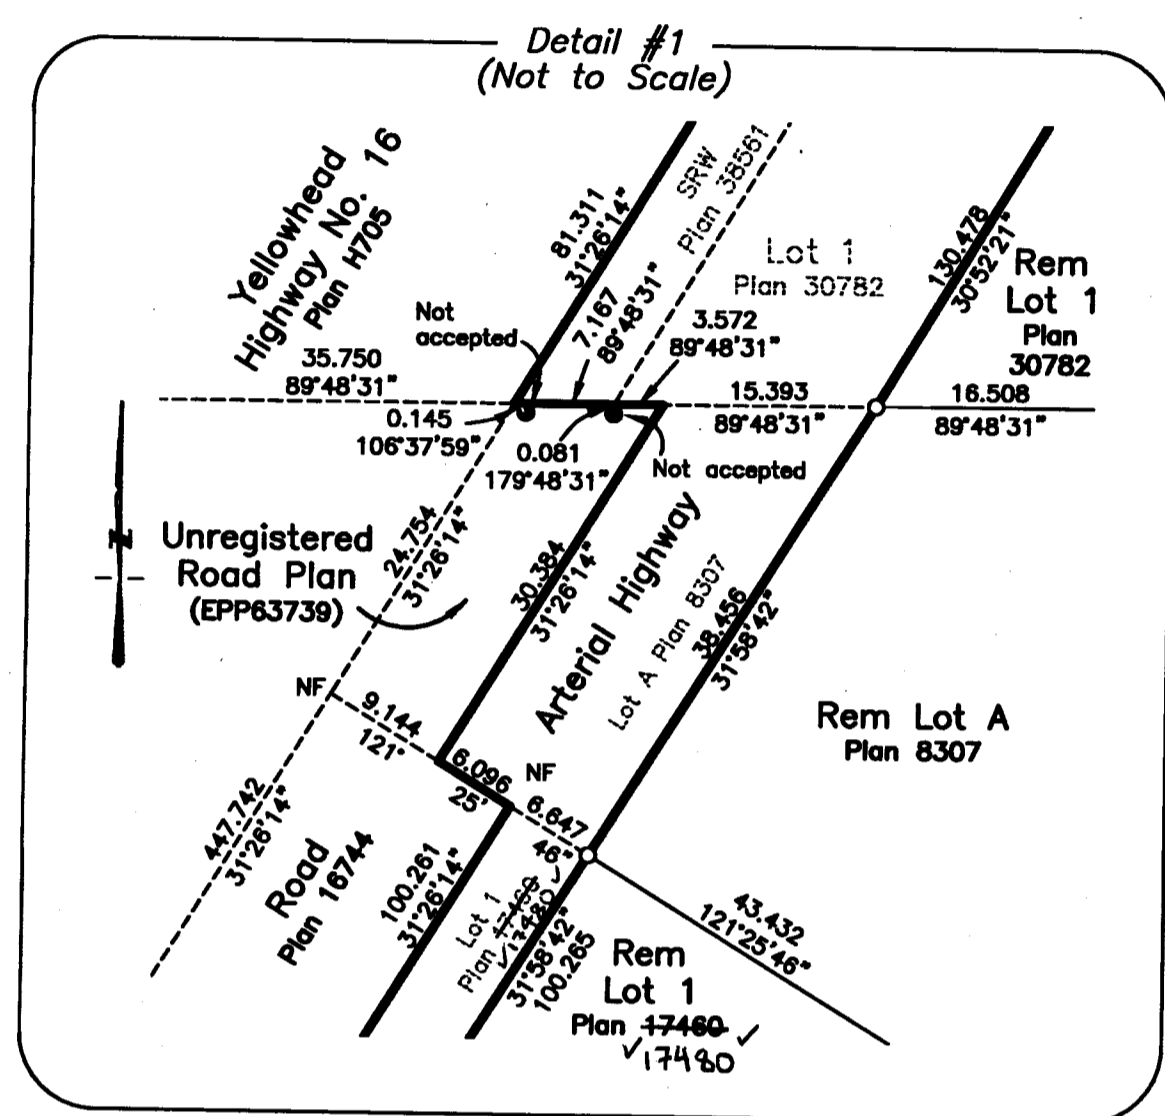 Detail #1
(Not to Scale)
Yellowhead
Highway No. 16
Plan H705
81.311
31°26'14"
SRW
Plan 38561
Lot 1
Plan 30782
130.478
30°52'21"
Rem
Lot 1
Plan
30782
Not
accepted
7.167
89°48'31"
3.572
89°48'31"
35.750
89°48'31"
15.393
89°48'31"
16.508
89°48'31"
0.145
106°37'59"
0.081
179°48'31"
Not accepted
N
Unregistered
Road Plan
(EPP63739)
24.754
31°26'14"
30.384
31°26'14"
Arterial Highway
Lot A Plan 8307
38.456
31°58'42"
Rem Lot A
Plan 8307
NF
9.144
121°
6.096
25'
NF
6.647
46"
447.742
31°26'14"
Road
Plan 16744
100.261
31°26'14"
Lot 1
Plan 17460
17480
31°58'42"
100.265
43.432
121°25'46"
Rem
Lot 1
Plan 17460
17480